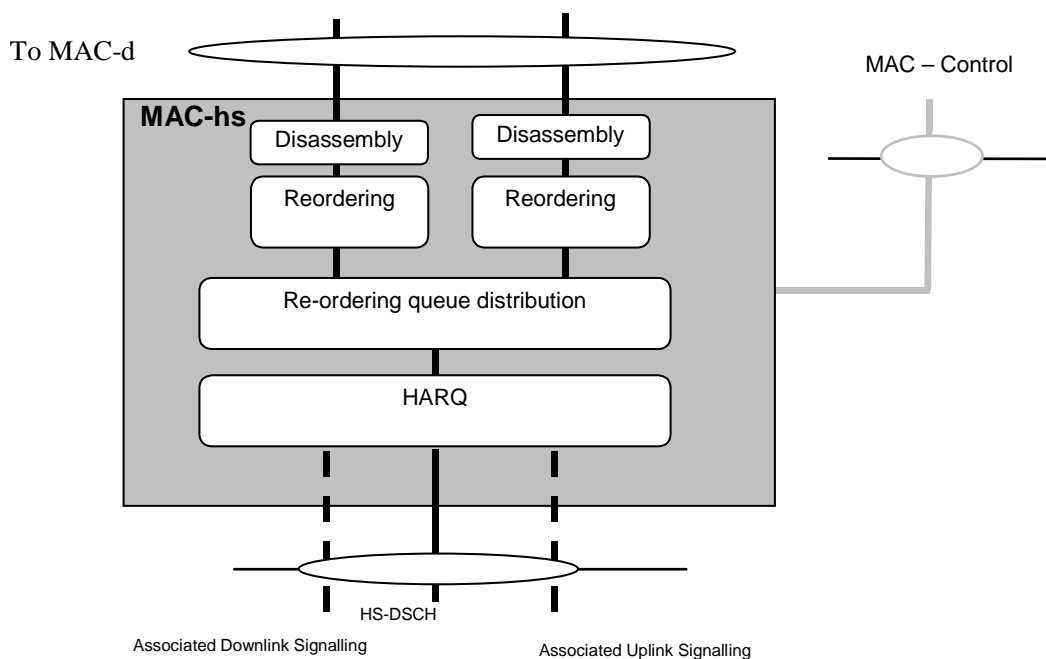 To MAC-d
MAC – Control
MAC-hs
Disassembly
Disassembly
Reordering
Reordering
Re-ordering queue distribution
HARQ
HS-DSCH
Associated Downlink Signalling
Associated Uplink Signalling